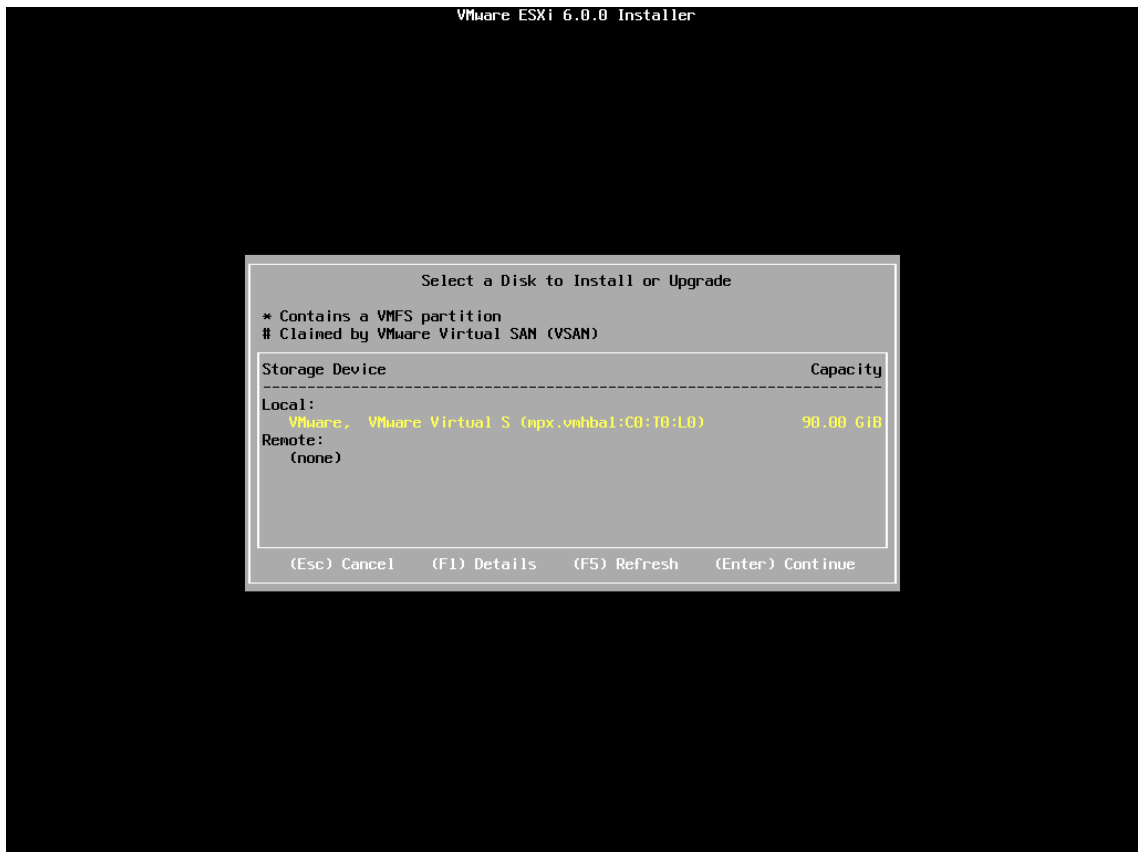 VMware ESXi 6.0.0 Installer
Select a Disk to Install or Upgrade
* Contains a VMFS partition
# Claimed by VMware Virtual SAN (VSAN)
Storage Device Capacity
--------------------------------------------------------------------------------
Local:
VMware,  VMware Virtual S (mpx.vmhba1:C0:T0:L0) 90.00 GiB
Remote:
(none)
(Esc) Cancel (F1) Details (F5) Refresh (Enter) Continue